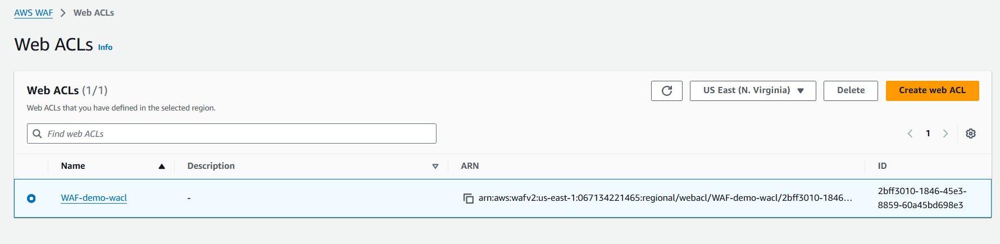 AWS WAF > Web ACLs
Web ACLs Info
Web ACLs (1/1)
US East (N. Virginia)
Delete
Create web ACL
Web ACLs that you have defined in the selected region.
Find web ACLs
1
Name
Description
ARN
ID
WAF-demo-wacl
-
arn:aws:wafv2:us-east-1:067134221465:regional/webacl/WAF-demo-wacl/2bff3010-1846...
2bff3010-1846-45e3-
8859-60a45bd698e3